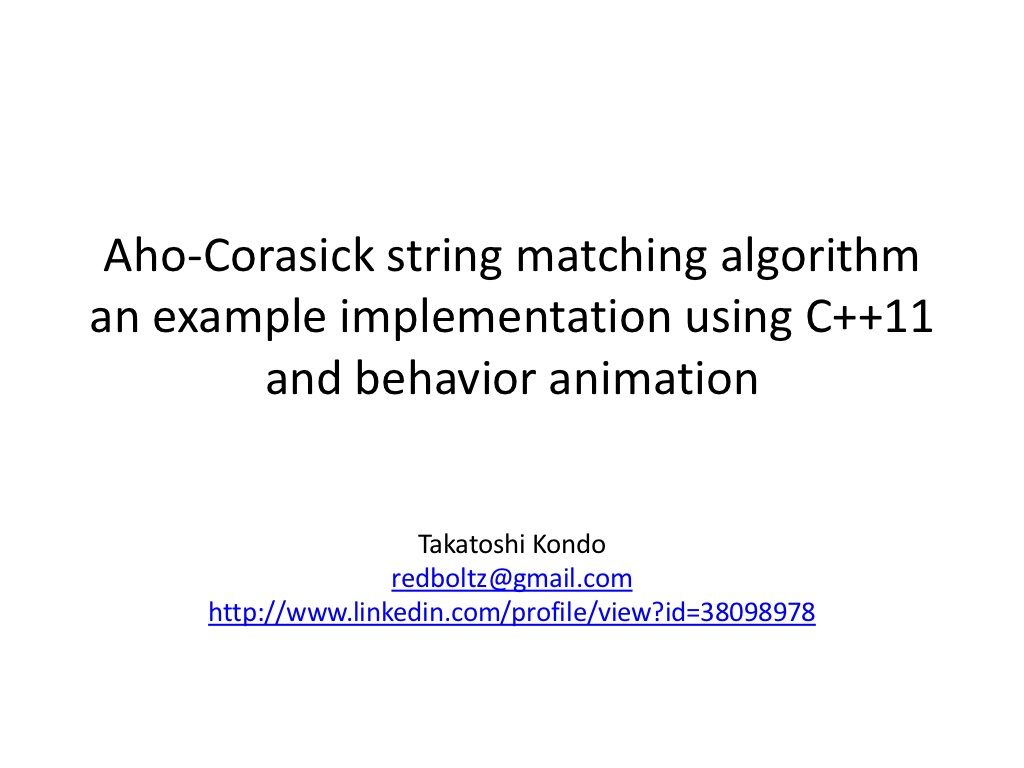 Aho-Corasick string matching algorithm
an example implementation using C++11
and behavior animation
Takatoshi Kondo
redboltz@gmail.com
http://www.linkedin.com/profile/view?id=38098978